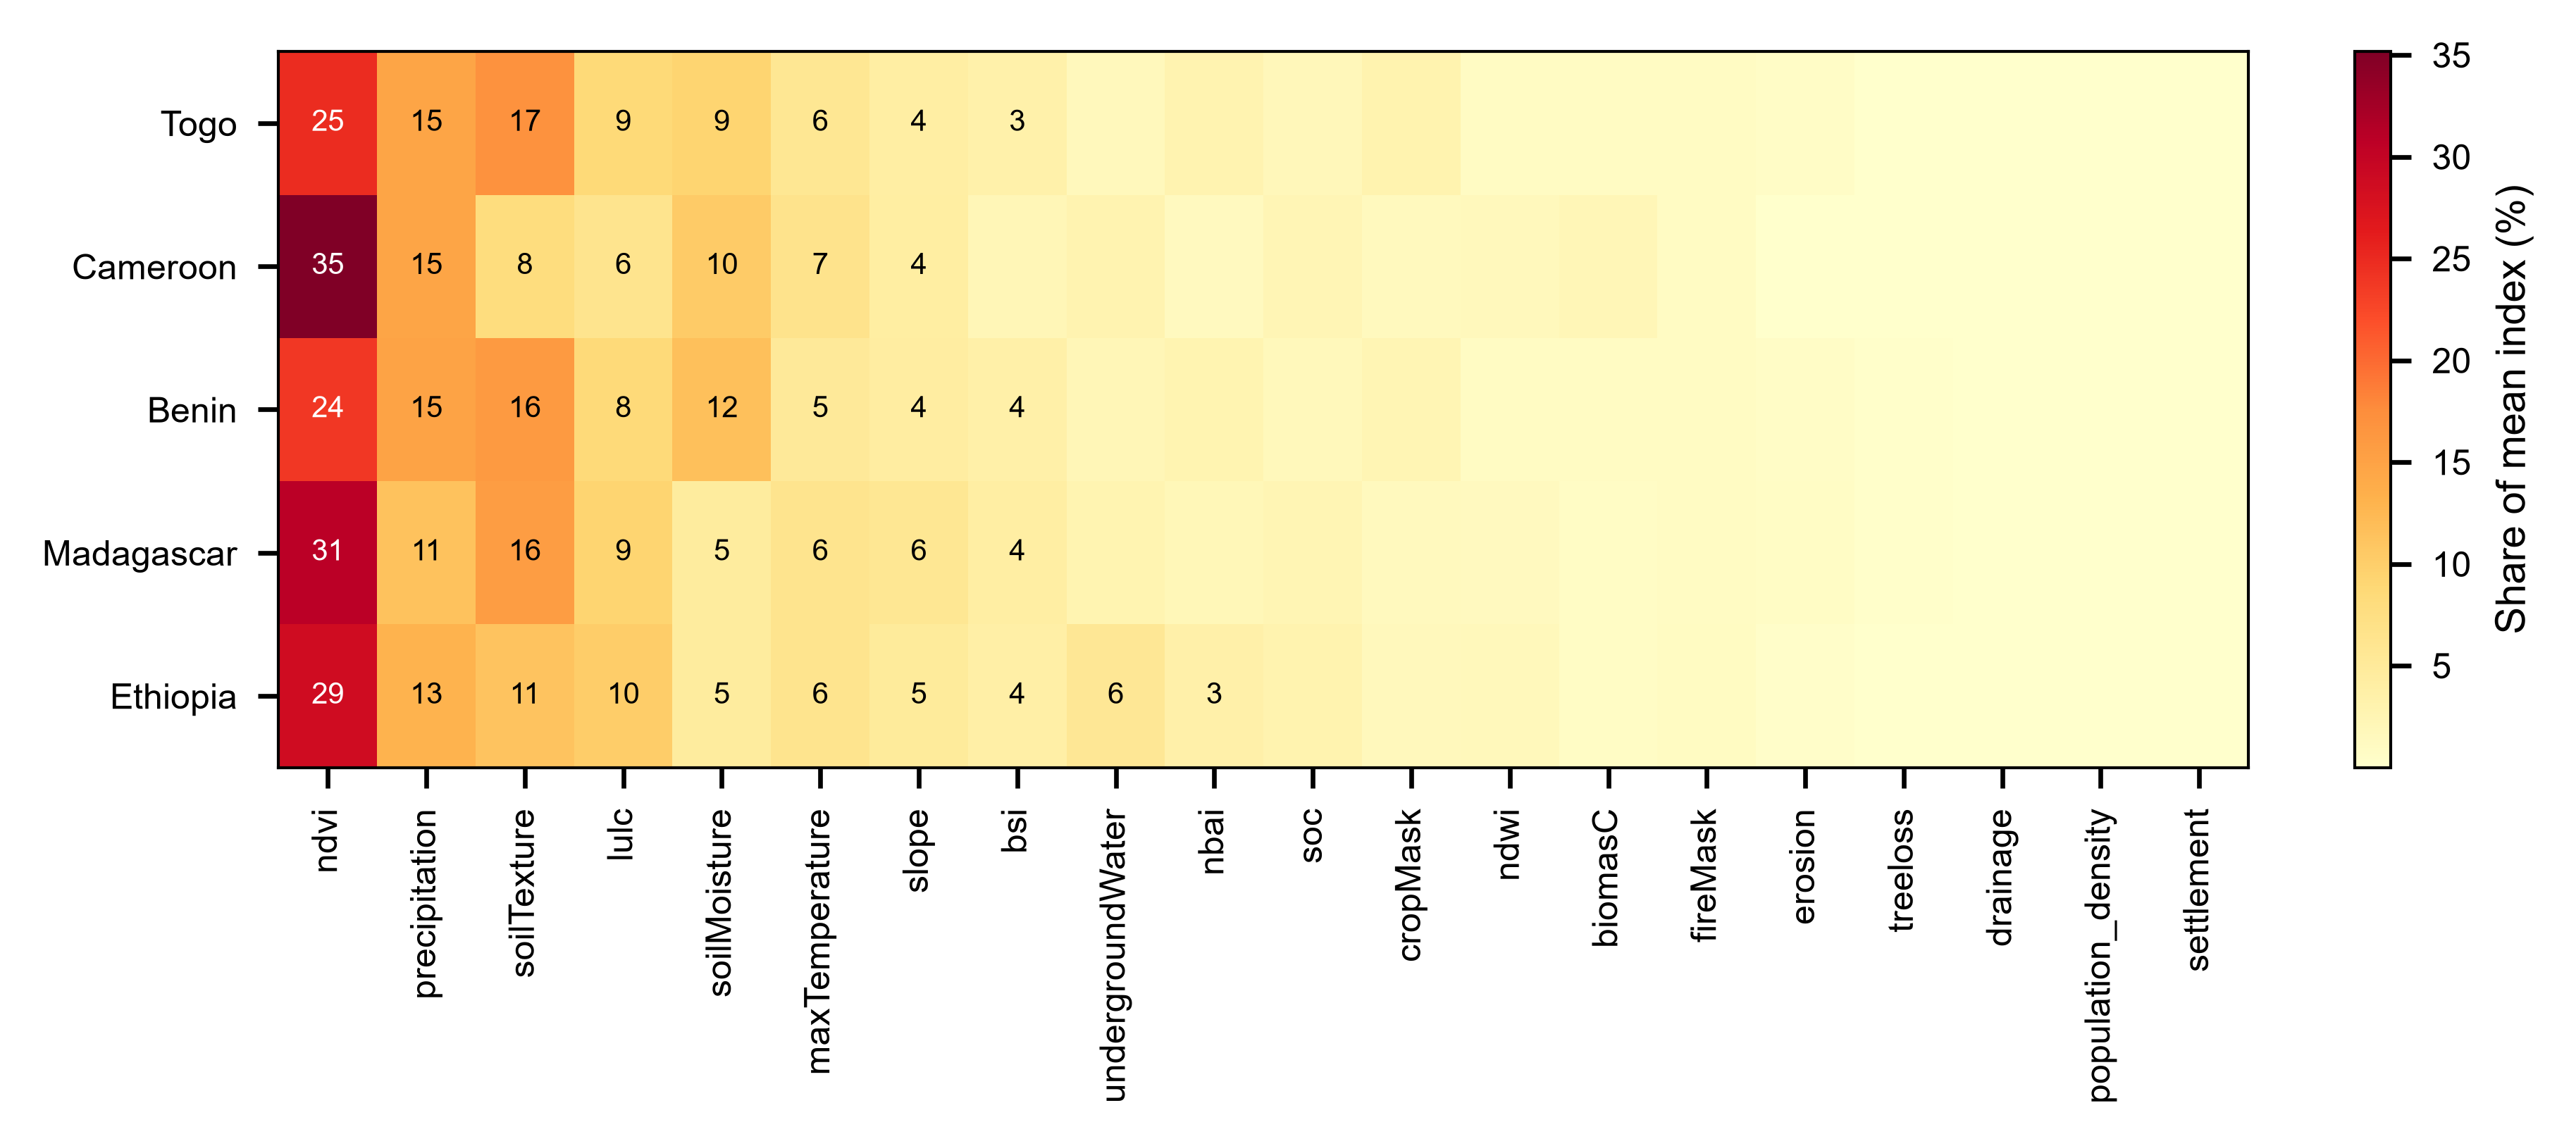 Togo 25 15 17 9 9 6 4 3
Cameroon 35 15 8 6 10 7 4
Benin 24 15 16 8 12 5 4 4
Madagascar 31 11 16 9 5 6 6 4
Ethiopia 29 13 11 10 5 6 5 4 6 3
ndvi
precipitation
soilTexture
lulc
soilMoisture
maxTemperature
slope
bsi
undergroundWater
nbai
soc
cropMask
ndwi
biomasC
fireMask
erosion
treeloss
drainage
population_density
settlement
35
30
25
20
15
10
5
Share of mean index (%)